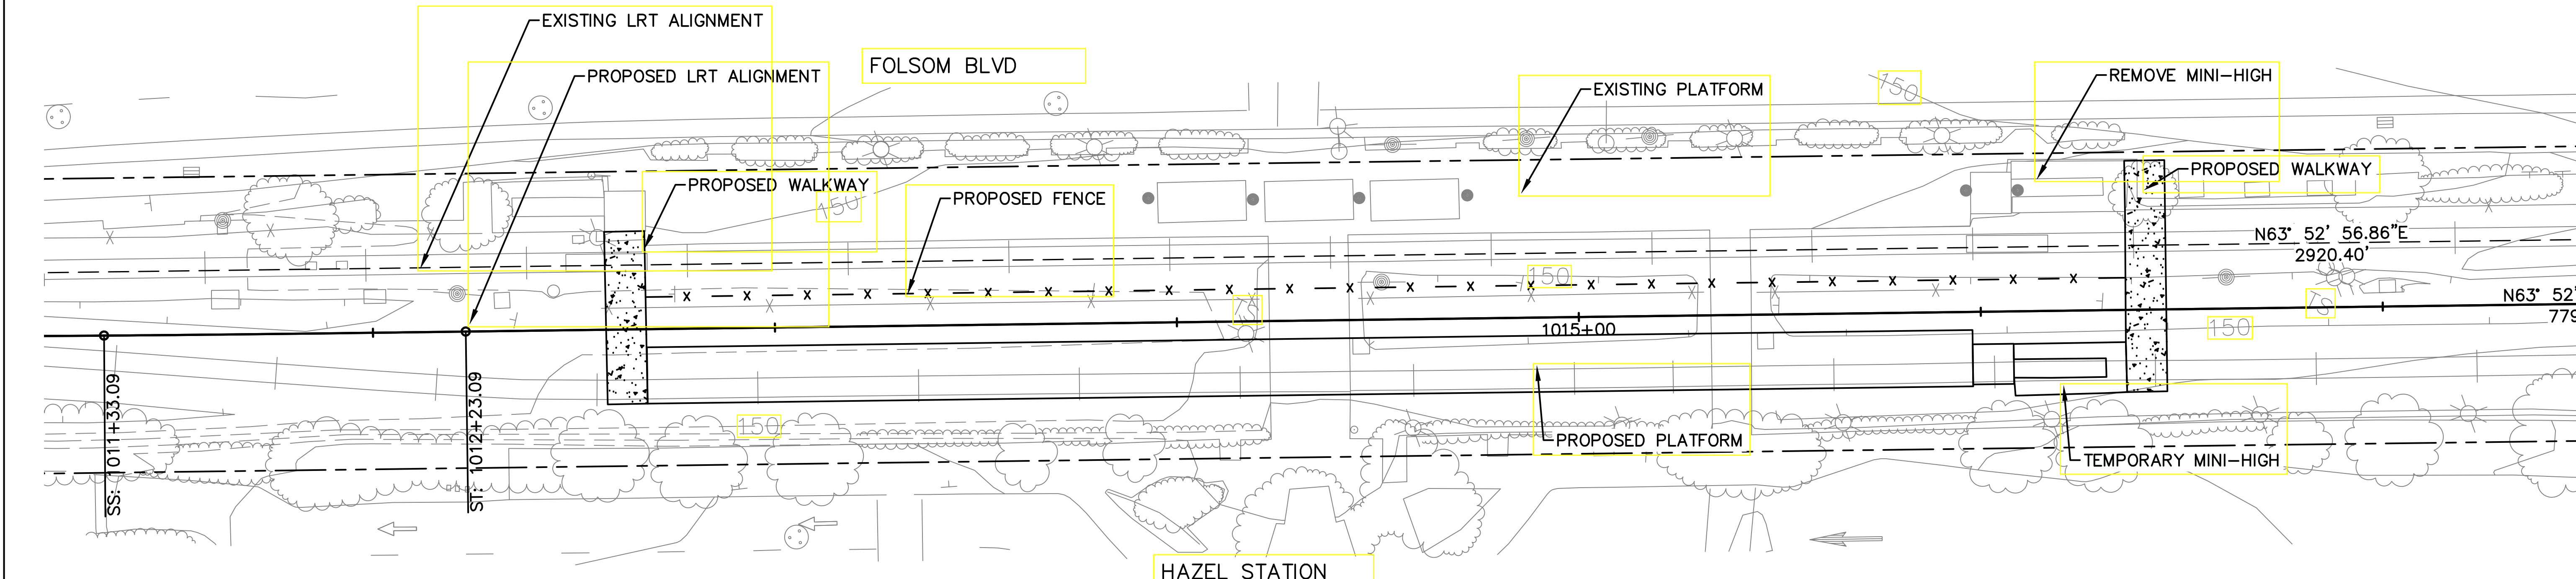 EXISTING LRT ALIGNMENT
PROPOSED LRT ALIGNMENT
FOLSOM BLVD
EXISTING PLATFORM
150
REMOVE MINI-HIGH
PROPOSED WALKWAY
150
PROPOSED FENCE
PROPOSED WALKWAY
N63° 52' 56.86"E
2920.40'
150
N63° 52'
779
150
1015+00
SS: 1011+33.09
ST: 1012+23.09
150
PROPOSED PLATFORM
TEMPORARY MINI-HIGH
HAZEL STATION